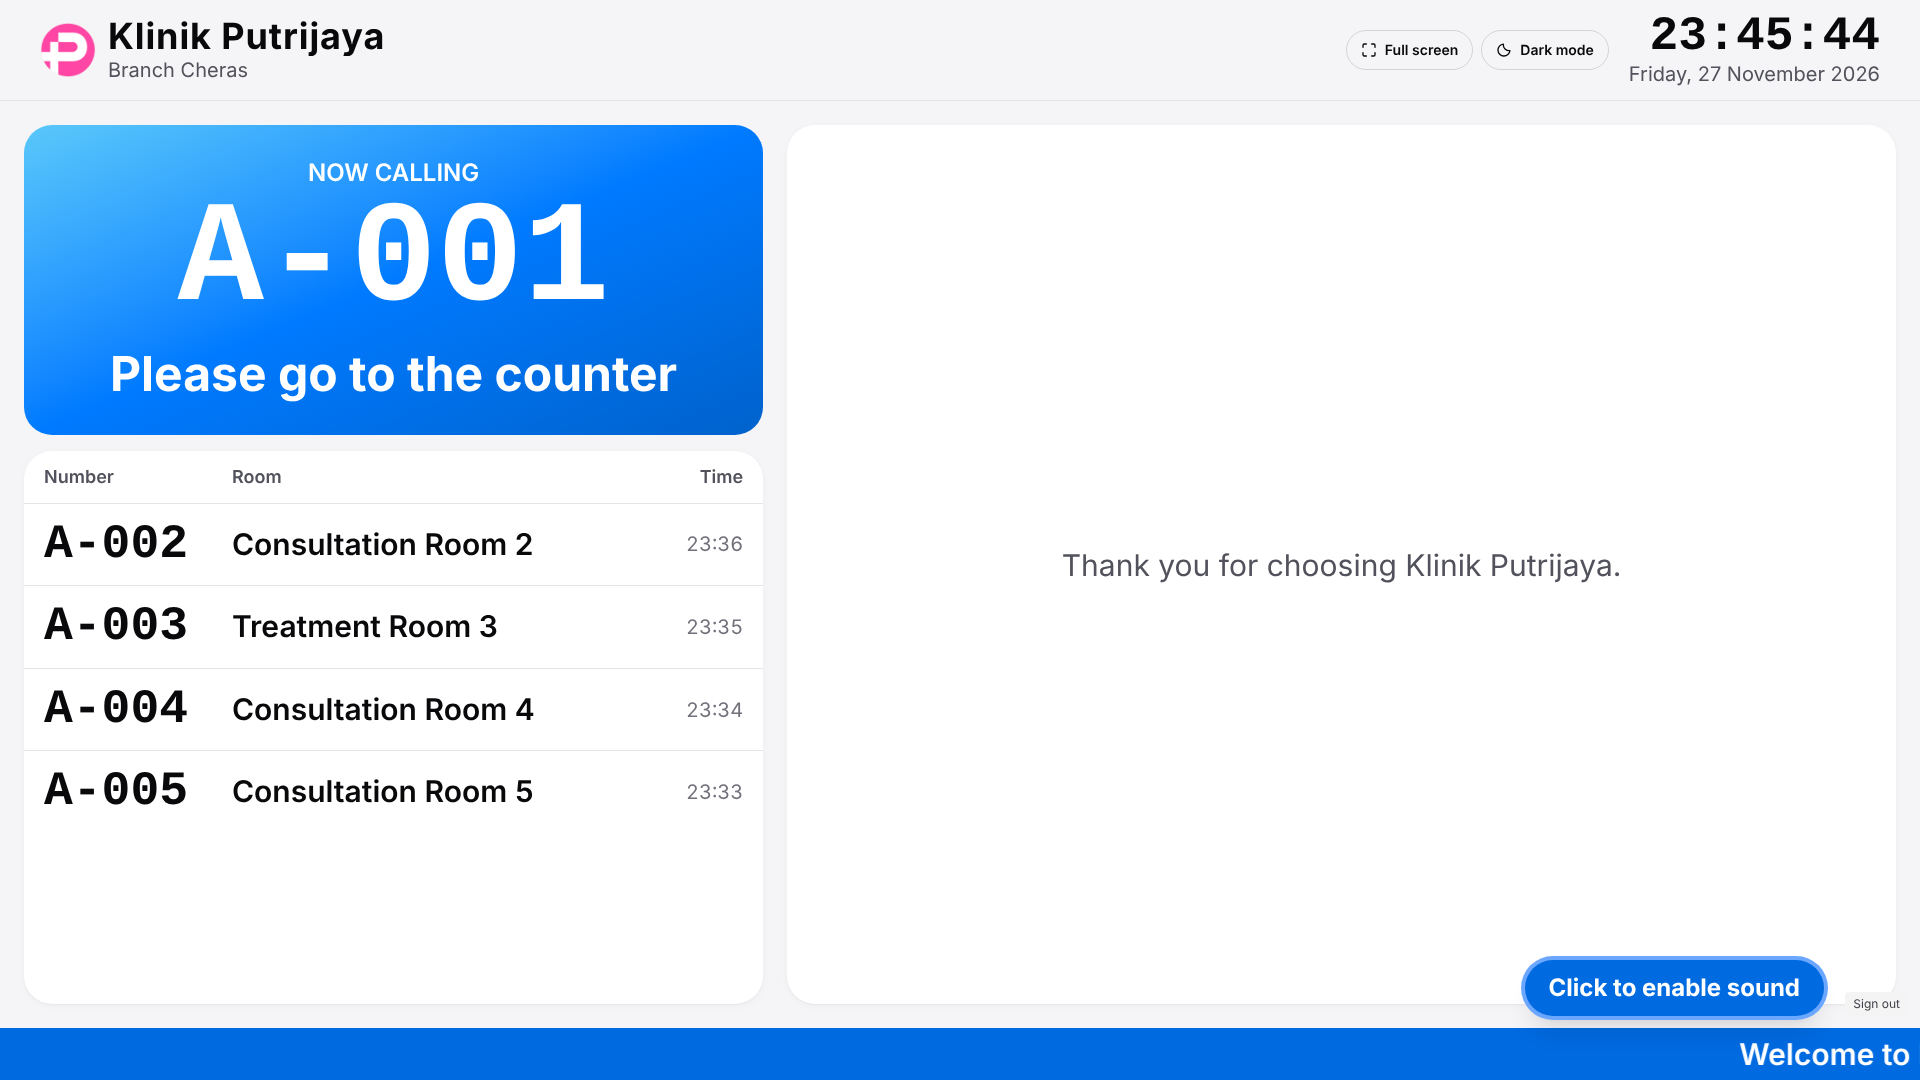 Klinik Putrijaya
Branch Cheras
Full screen
Dark mode
23:45:44
Friday, 27 November 2026
NOW CALLING
A-001
Please go to the counter
Number Room Time
A-002 Consultation Room 2 23:36
A-003 Treatment Room 3 23:35
A-004 Consultation Room 4 23:34
A-005 Consultation Room 5 23:33
Thank you for choosing Klinik Putrijaya.
Click to enable sound
Sign out
Welcome to